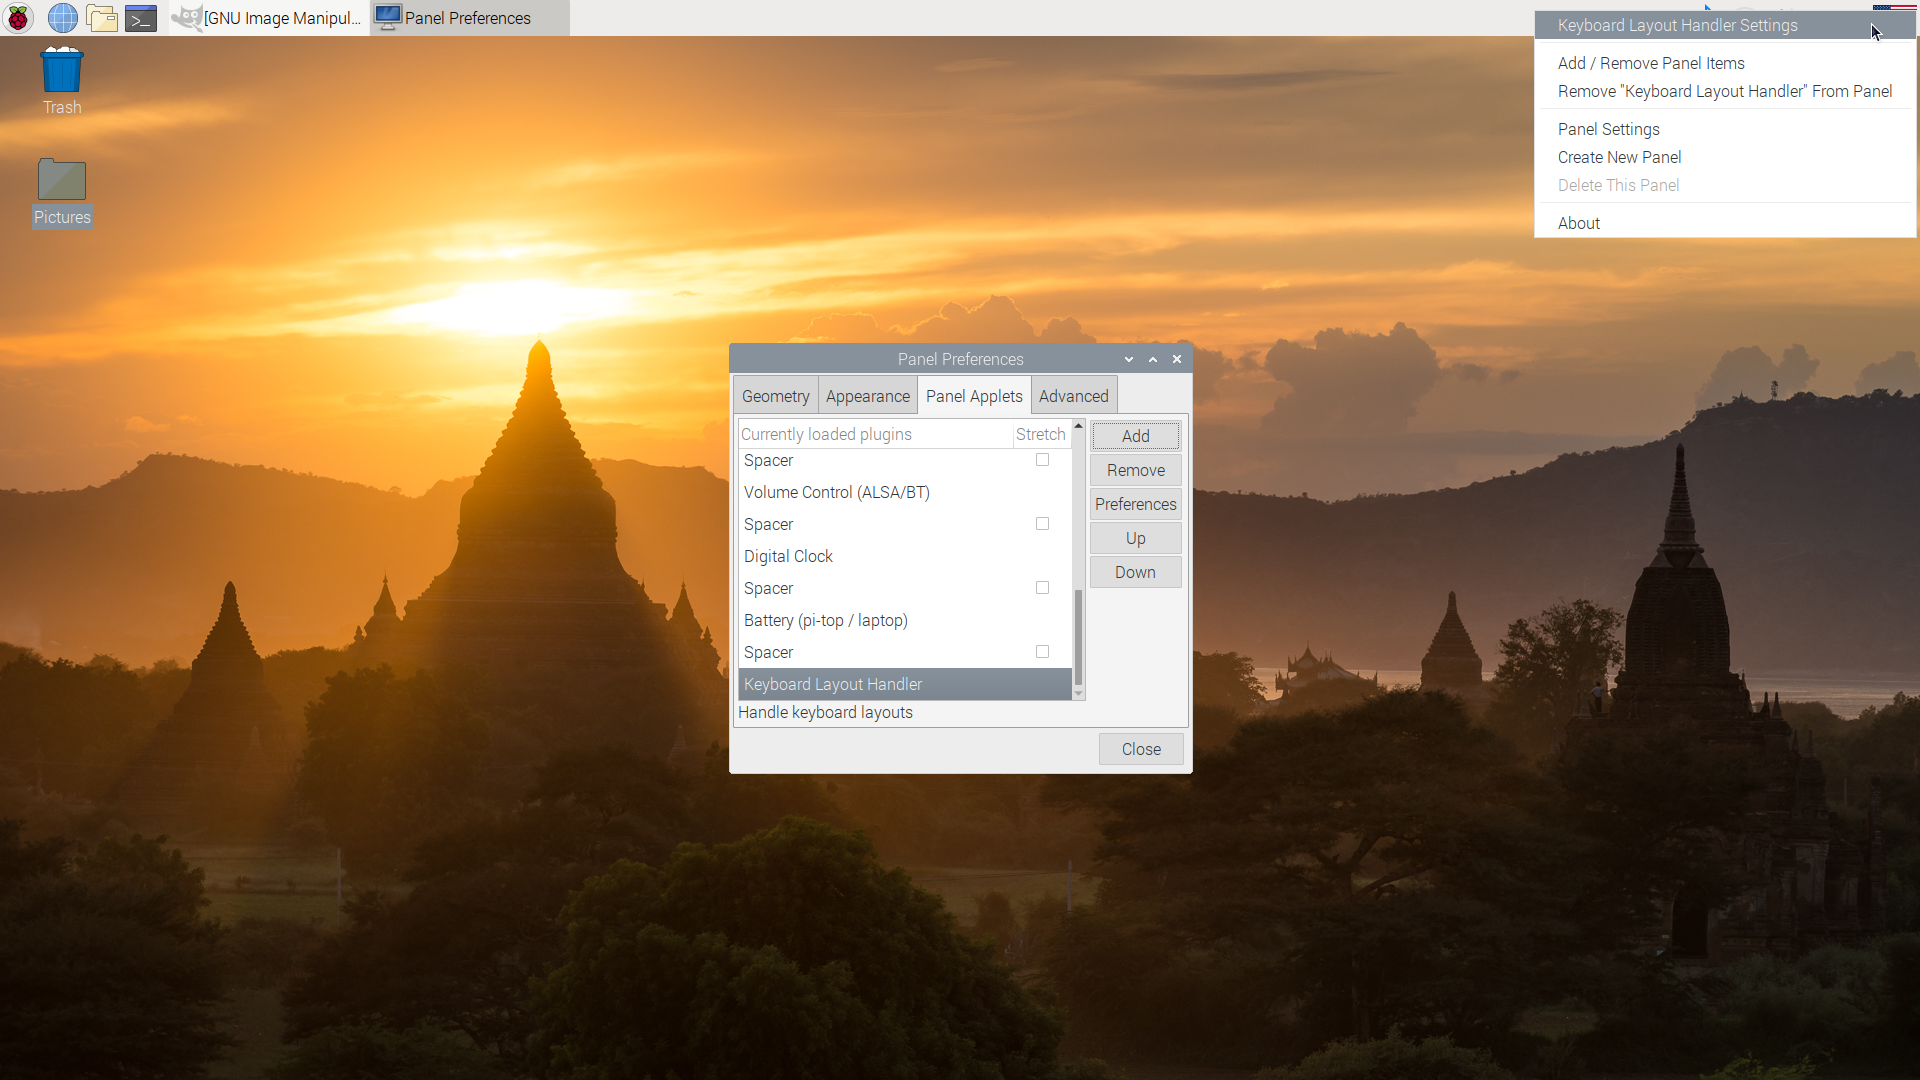 [GNU Image Manipul...
Panel Preferences
Keyboard Layout Handler Settings
Add / Remove Panel Items
Remove "Keyboard Layout Handler" From Panel
Panel Settings
Create New Panel
Delete This Panel
About
Trash
Pictures
Panel Preferences
Geometry
Appearance
Panel Applets
Advanced
Currently loaded plugins
Stretch
Spacer
Volume Control (ALSA/BT)
Spacer
Digital Clock
Spacer
Battery (pi-top / laptop)
Spacer
Keyboard Layout Handler
Handle keyboard layouts
Add
Remove
Preferences
Up
Down
Close